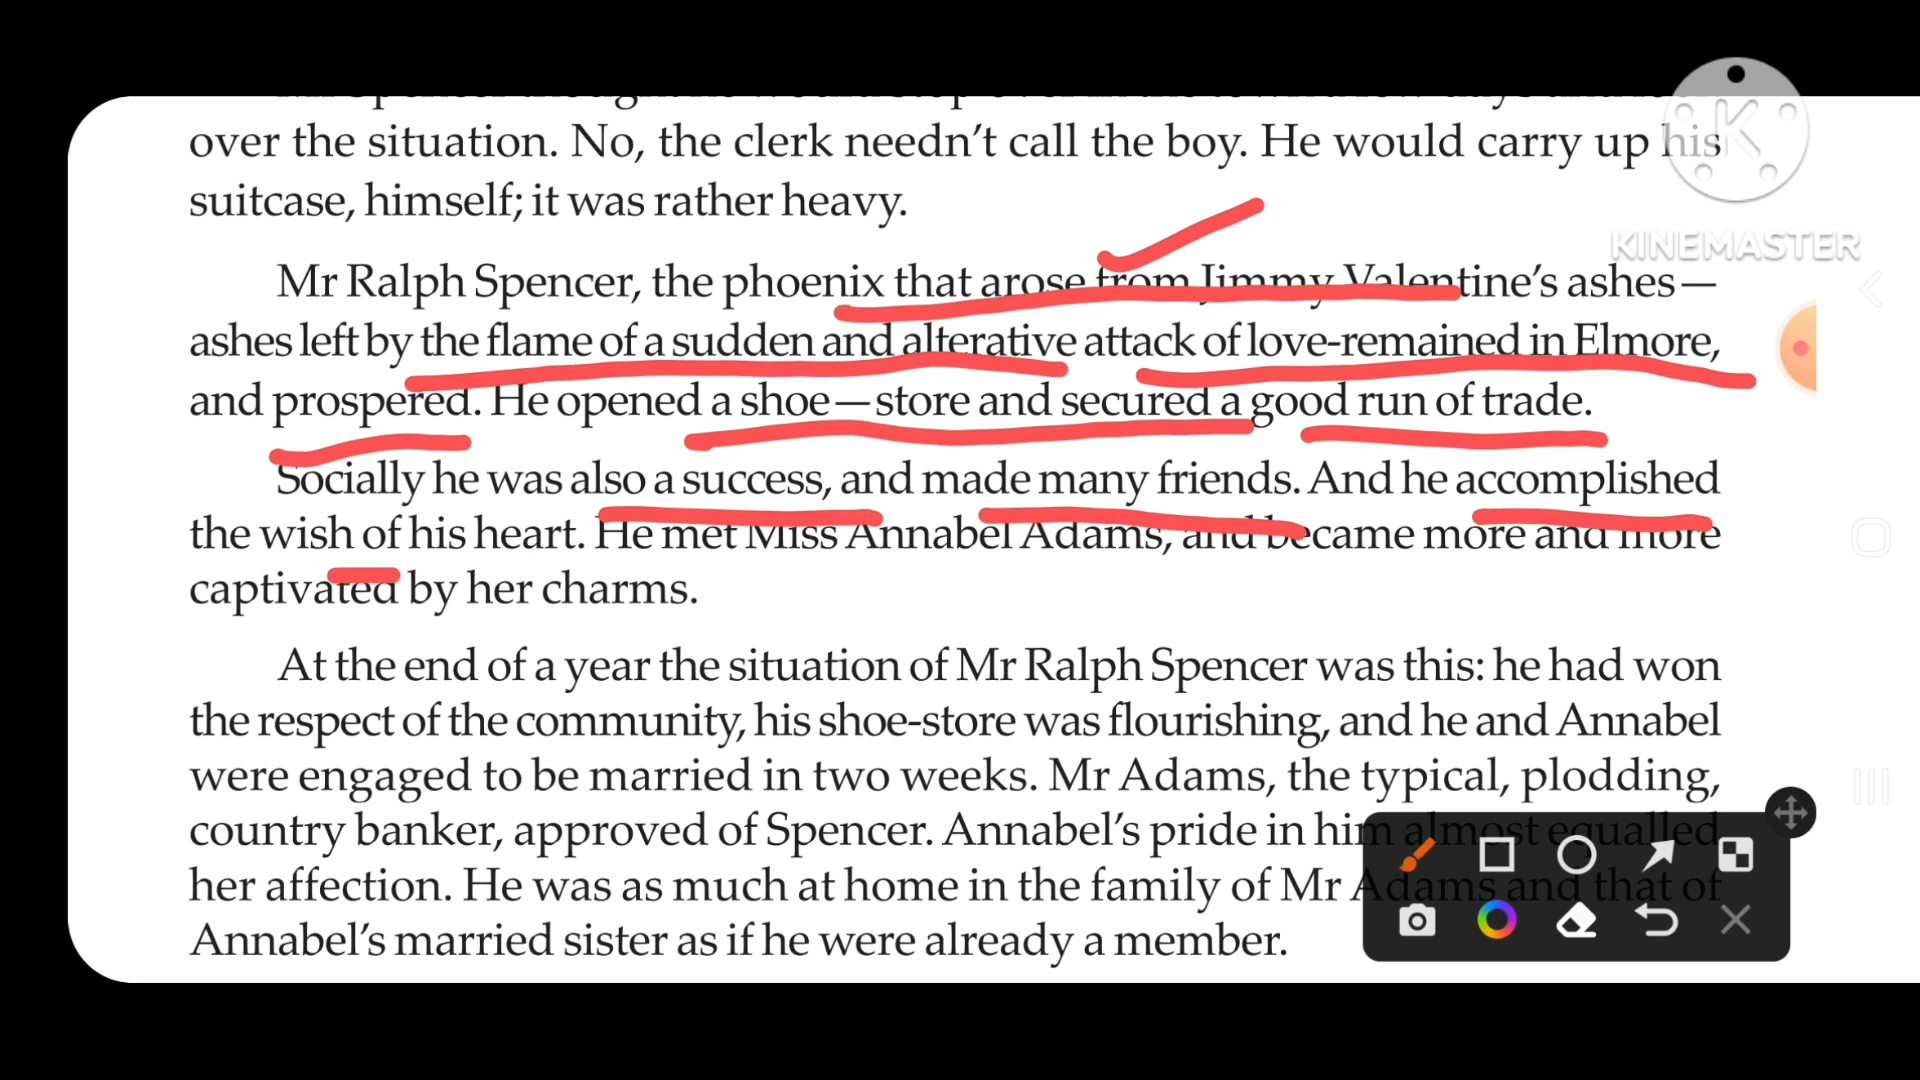 over the situation. No, the clerk needn’t call the boy. He would carry up his
suitcase, himself; it was rather heavy.
KINEMASTER
Mr Ralph Spencer, the phoenix that arose from Jimmy Valentine’s ashes—
ashes left by the flame of a sudden and alterative attack of love-remained in Elmore,
and prospered. He opened a shoe—store and secured a good run of trade.
Socially he was also a success, and made many friends. And he accomplished
the wish of his heart. He met Miss Annabel Adams, and became more and more
captivated by her charms.
At the end of a year the situation of Mr Ralph Spencer was this: he had won
the respect of the community, his shoe-store was flourishing, and he and Annabel
were engaged to be married in two weeks. Mr Adams, the typical, plodding,
country banker, approved of Spencer. Annabel’s pride in him almost equalled
her affection. He was as much at home in the family of Mr Adams and that of
Annabel’s married sister as if he were already a member.